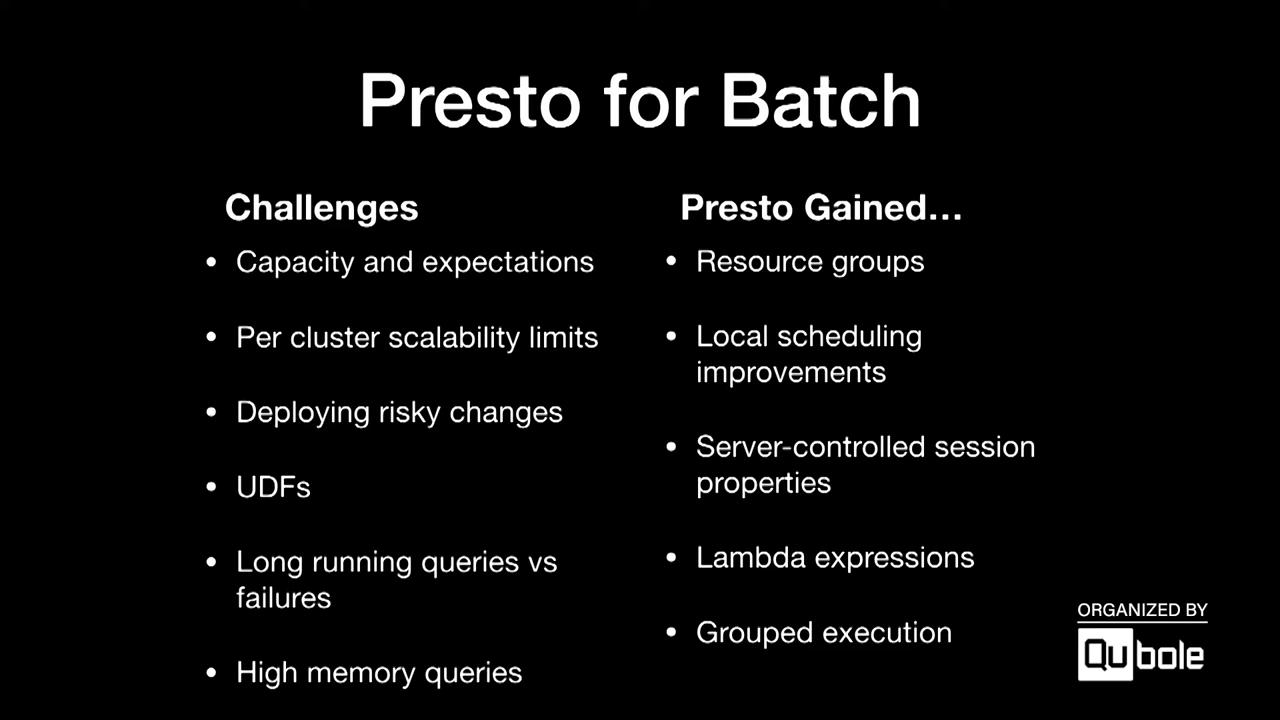 Presto for Batch
Challenges
• Capacity and expectations
• Per cluster scalability limits
• Deploying risky changes
• UDFs
• Long running queries vs
failures
• High memory queries
Presto Gained...
• Resource groups
• Local scheduling
improvements
• Server-controlled session
properties
• Lambda expressions
• Grouped execution
ORGANIZED BY
Qubole